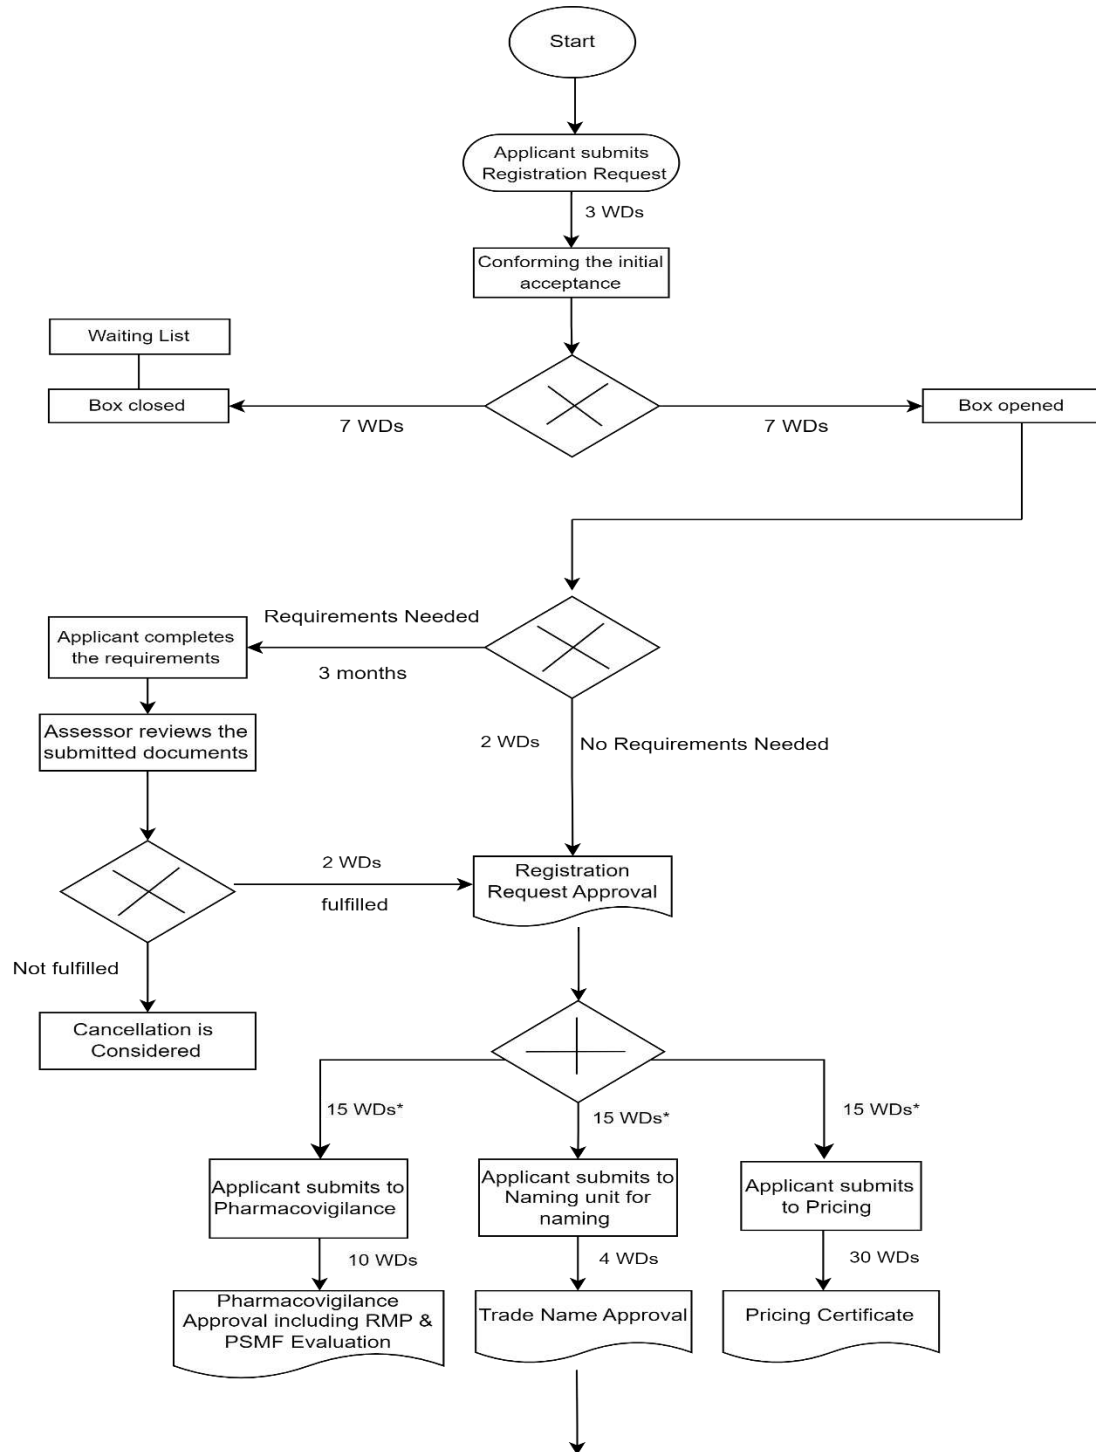 Start
Applicant submits
Registration Request
3 WDs
Conforming the initial
acceptance
Waiting List
Box closed
7 WDs
7 WDs
Box opened
Requirements Needed
Applicant completes
the requirements
3 months
Assessor reviews the
submitted documents
2 WDs
No Requirements Needed
2 WDs
fulfilled
Registration
Request Approval
Not fulfilled
Cancellation is
Considered
15 WDs*
15 WDs*
15 WDs*
Applicant submits to
Pharmacovigilance
Applicant submits to
Naming unit for
naming
Applicant submits
to Pricing
10 WDs
4 WDs
30 WDs
Pharmacovigilance
Approval including RMP &
PSMF Evaluation
Trade Name Approval
Pricing Certificate